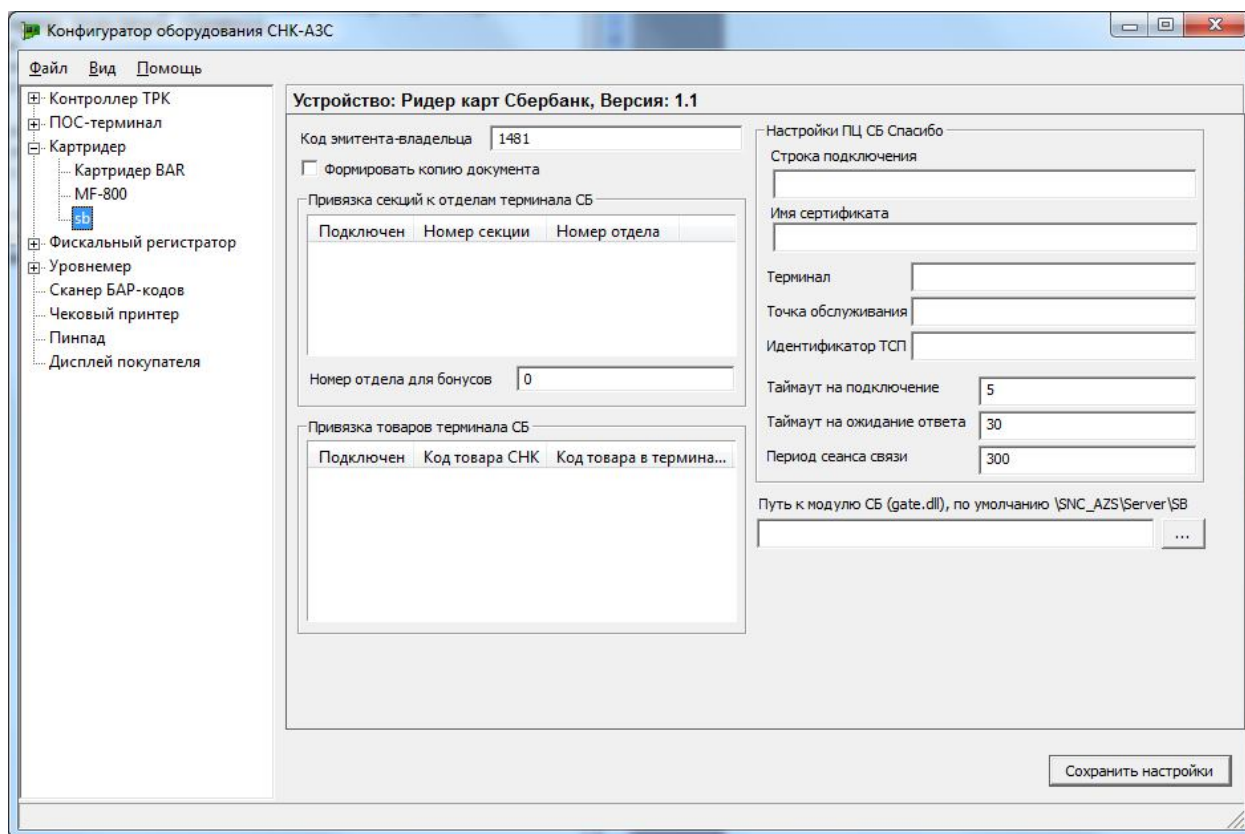 Конфигуратор оборудования СНК-АЗС
Файл Вид Помощь
Контроллер ТРК
ПОС-терминал
Картридер
Картридер BAR
MF-800
sb
Фискальный регистратор
Уровнемер
Сканер БАР-кодов
Чековый принтер
Пинпад
Дисплей покупателя
Устройство: Ридер карт Сбербанк, Версия: 1.1
Код эмитента-владельца 1481
Формировать копию документа
Привязка секций к отделам терминала СБ
Подключен Номер секции Номер отдела
Номер отдела для бонусов 0
Привязка товаров терминала СБ
Подключен Код товара СНК Код товара в термина...
Настройки ПЦ СБ Спасибо
Строка подключения
Имя сертификата
Терминал
Точка обслуживания
Идентификатор ТСП
Таймаут на подключение 5
Таймаут на ожидание ответа 30
Период сеанса связи 300
Путь к модулю СБ (gate.dll), по умолчанию \SNC_AZS\Server\SB
...
Сохранить настройки